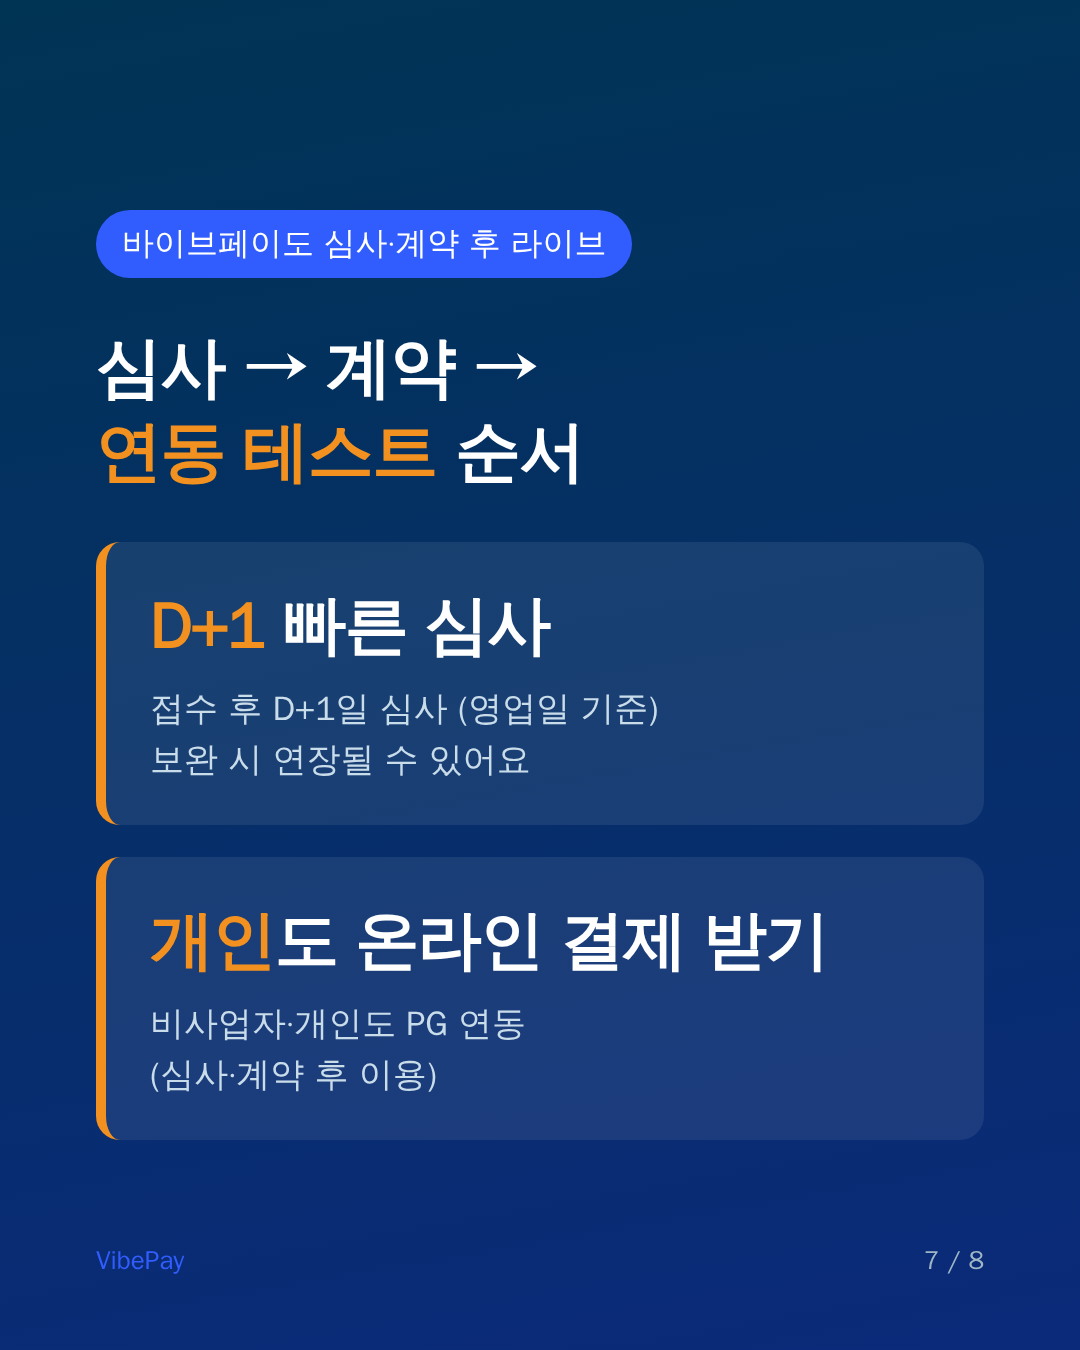 바이브페이도 심사·계약 후 라이브
심사 → 계약 →
연동 테스트 순서
D+1 빠른 심사
접수 후 D+1일 심사 (영업일 기준)
보완 시 연장될 수 있어요
개인도 온라인 결제 받기
비사업자·개인도 PG 연동
(심사·계약 후 이용)
VibePay
7 / 8